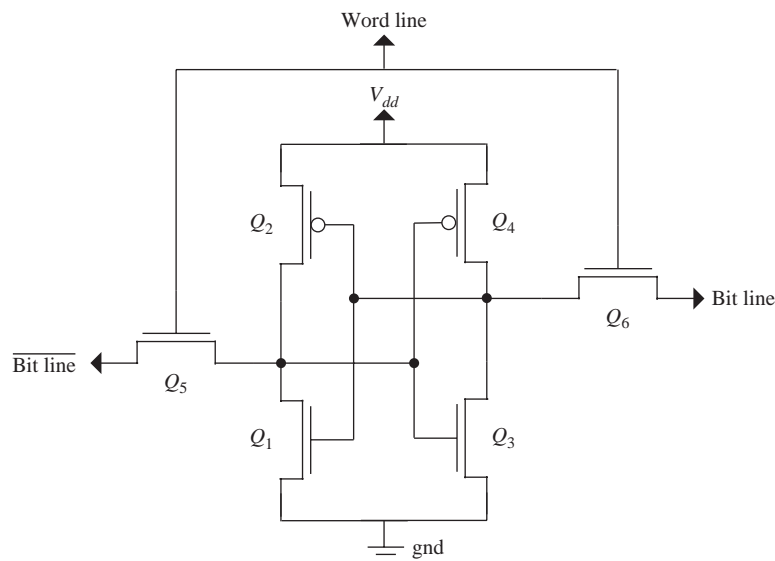 Word line
V_dd
Q_2
Q_4
Bit line
Q_6
Bit line
Q_5
Q_1
Q_3
gnd